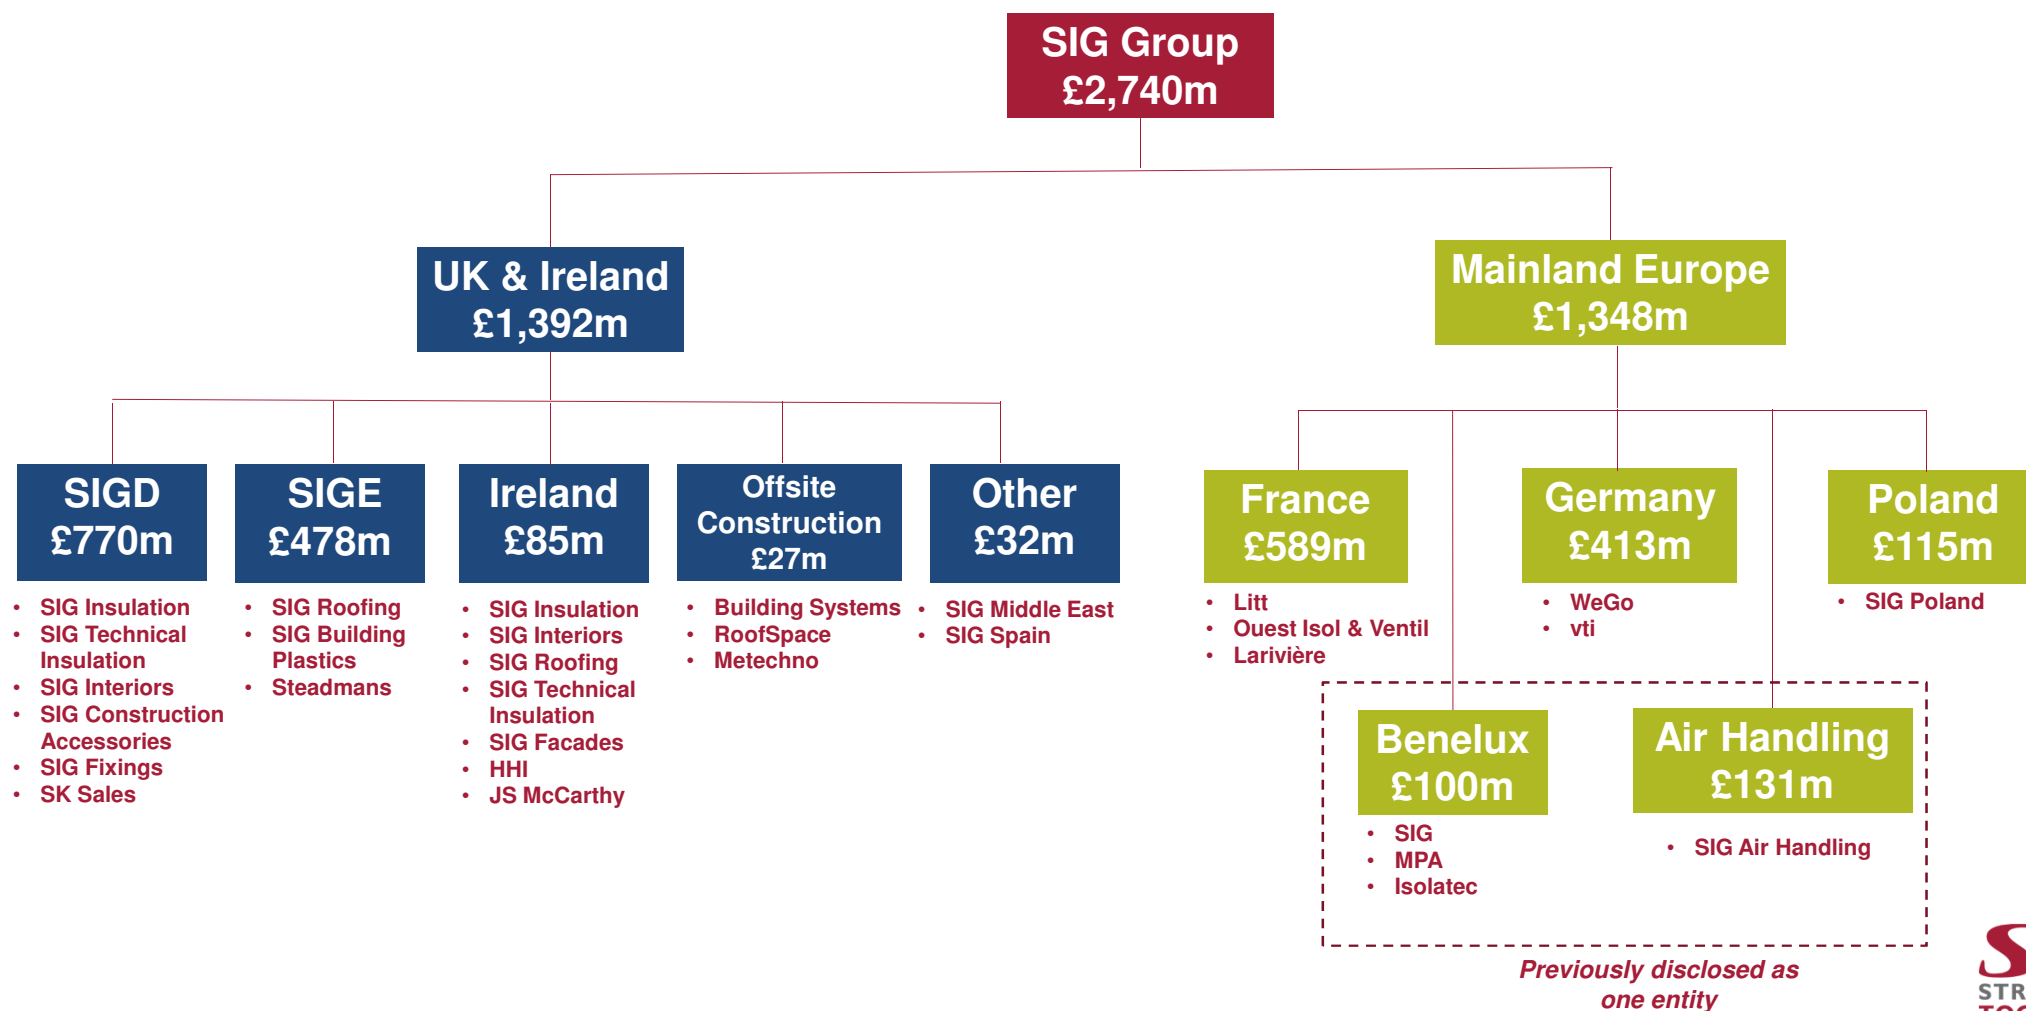 SIG Group
£2,740m
UK & Ireland
£1,392m
Mainland Europe
£1,348m
SIGD
£770m
• SIG Insulation
• SIG Technical
Insulation
• SIG Interiors
• SIG Construction
Accessories
• SIG Fixings
• SK Sales
SIGE
£478m
• SIG Roofing
• SIG Building
Plastics
• Steadmans
Ireland
£85m
• SIG Insulation
• SIG Interiors
• SIG Roofing
• SIG Technical
Insulation
• SIG Facades
• HHI
• JS McCarthy
Offsite
Construction
£27m
• Building Systems
• RoofSpace
• Metechno
Other
£32m
• SIG Middle East
• SIG Spain
France
£589m
• Litt
• Ouest Isol & Ventil
• Larivière
Germany
£413m
• WeGo
• vti
Poland
£115m
• SIG Poland
Benelux
£100m
• SIG
• MPA
• Isolatec
Air Handling
£131m
• SIG Air Handling
Previously disclosed as
one entity
S
STR